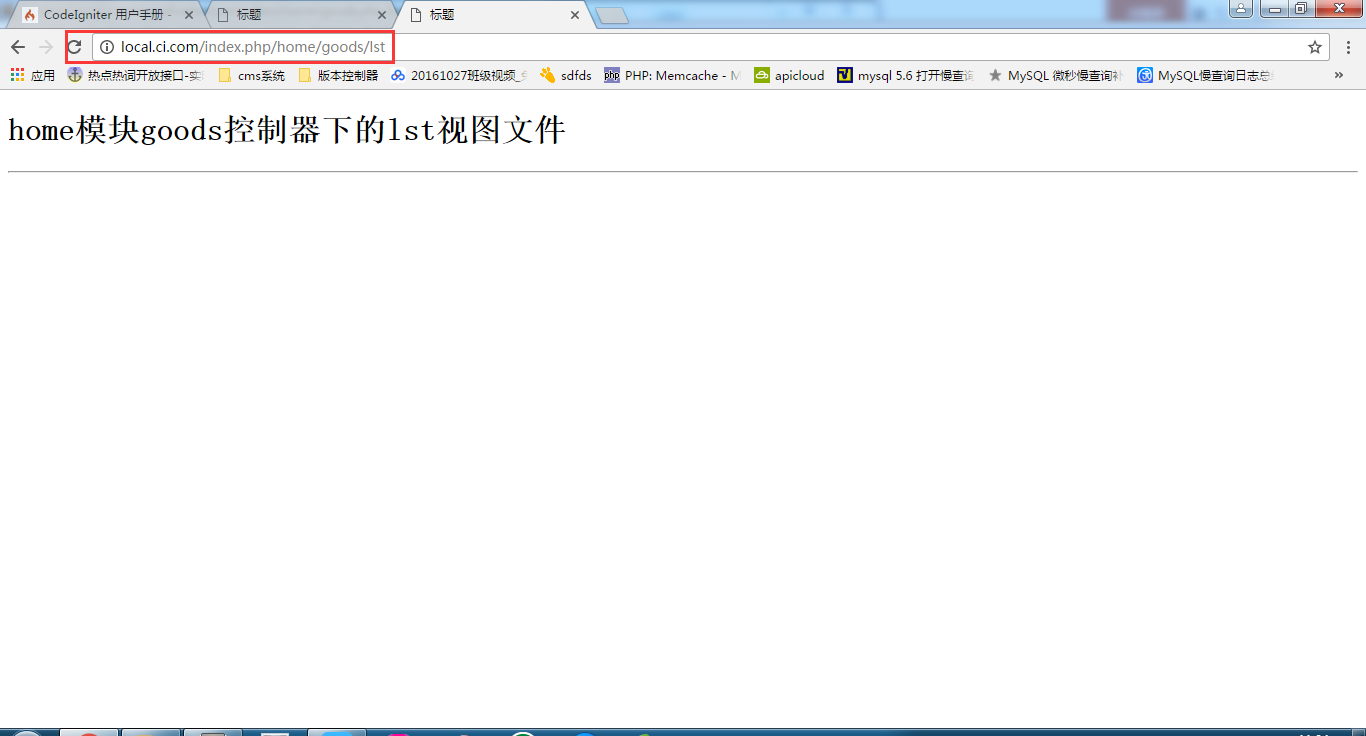 CodeIgniter 用户手册 -
标题
标题
local.ci.com/index.php/home/goods/lst
应用 热点热词开放接口-实 cms系统 版本控制器 20161027班级视频_ sdfds PHP: Memcache - M apicloud mysql 5.6 打开慢查询 MySQL 微秒慢查询补 MySQL慢查询日志总 »
home模块goods控制器下的lst视图文件